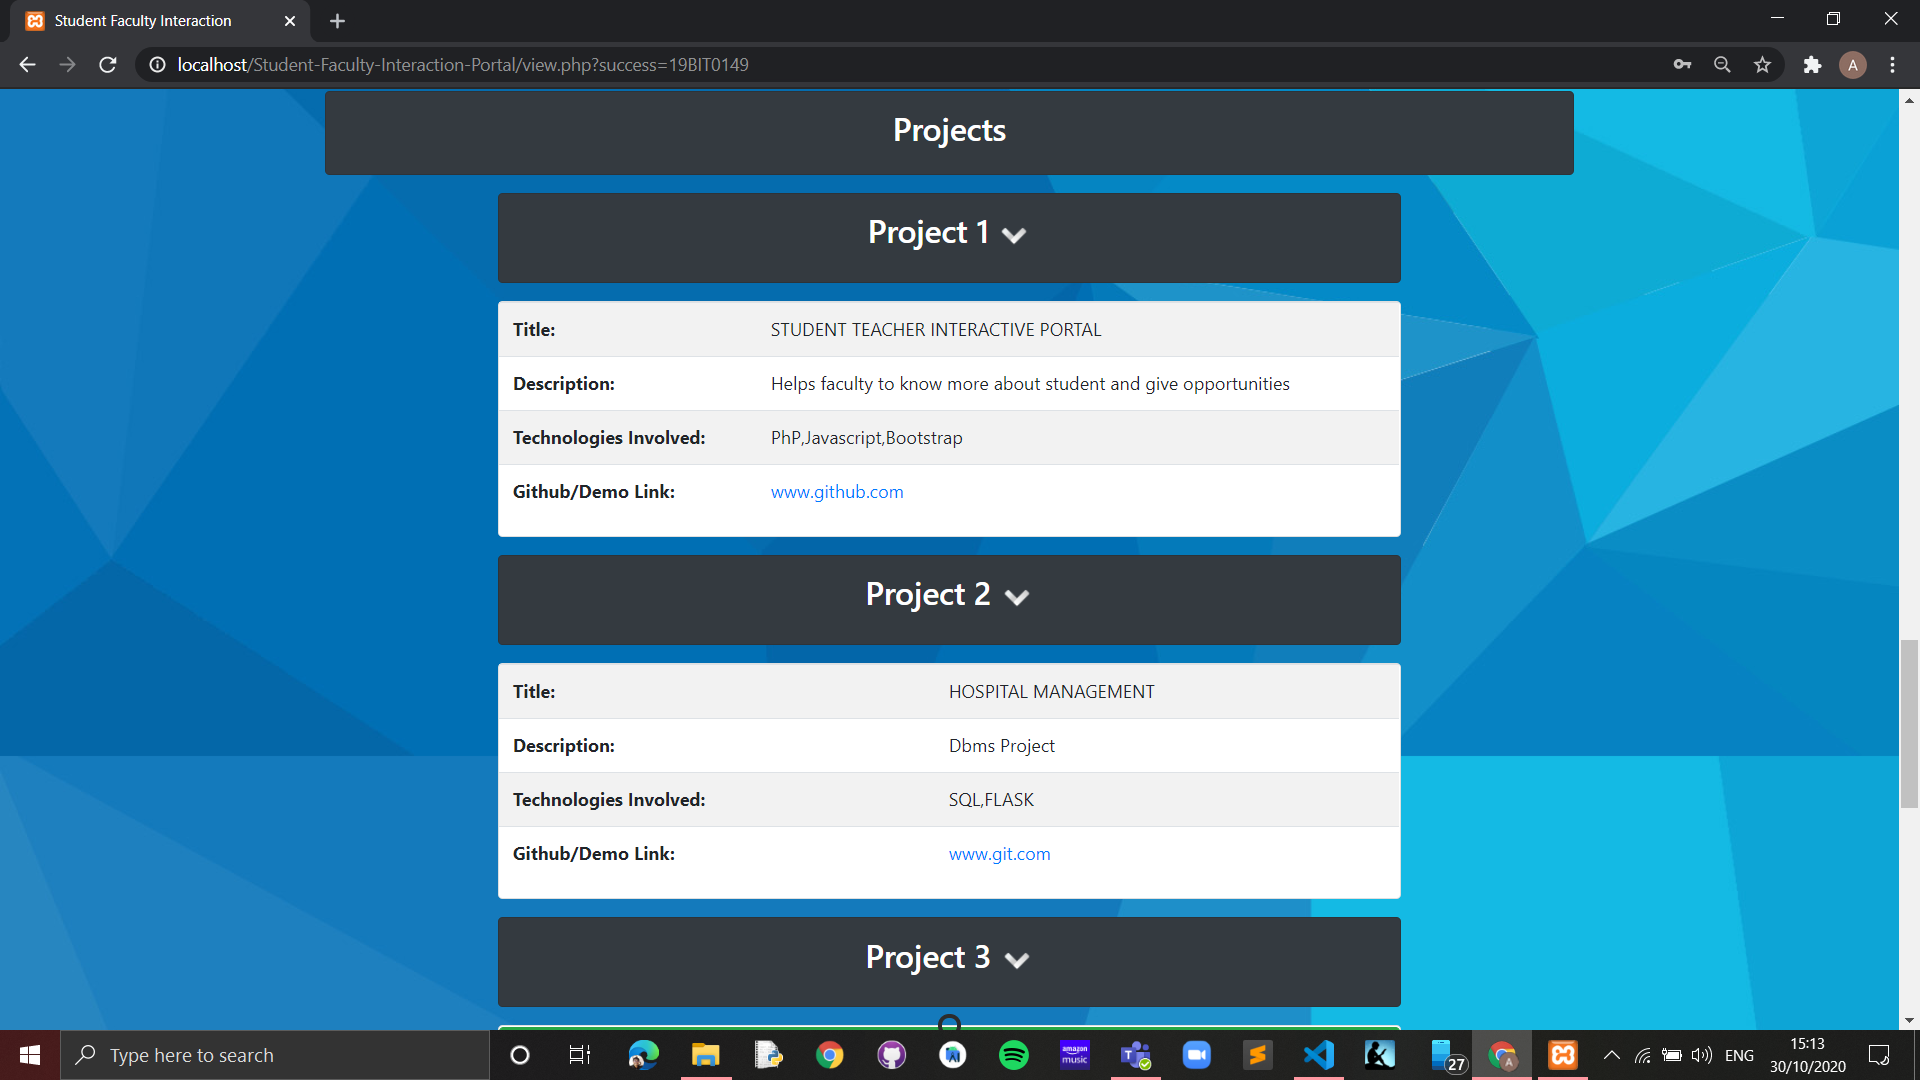 Student Faculty Interaction
localhost/Student-Faculty-Interaction-Portal/view.php?success=19BIT0149
A
Projects
Project 1
Title: STUDENT TEACHER INTERACTIVE PORTAL
Description: Helps faculty to know more about student and give opportunities
Technologies Involved: PhP,Javascript,Bootstrap
Github/Demo Link: www.github.com
Project 2
Title: HOSPITAL MANAGEMENT
Description: Dbms Project
Technologies Involved: SQL,FLASK
Github/Demo Link: www.git.com
Project 3
Type here to search
amazon music
27
A
ENG
15:13
30/10/2020